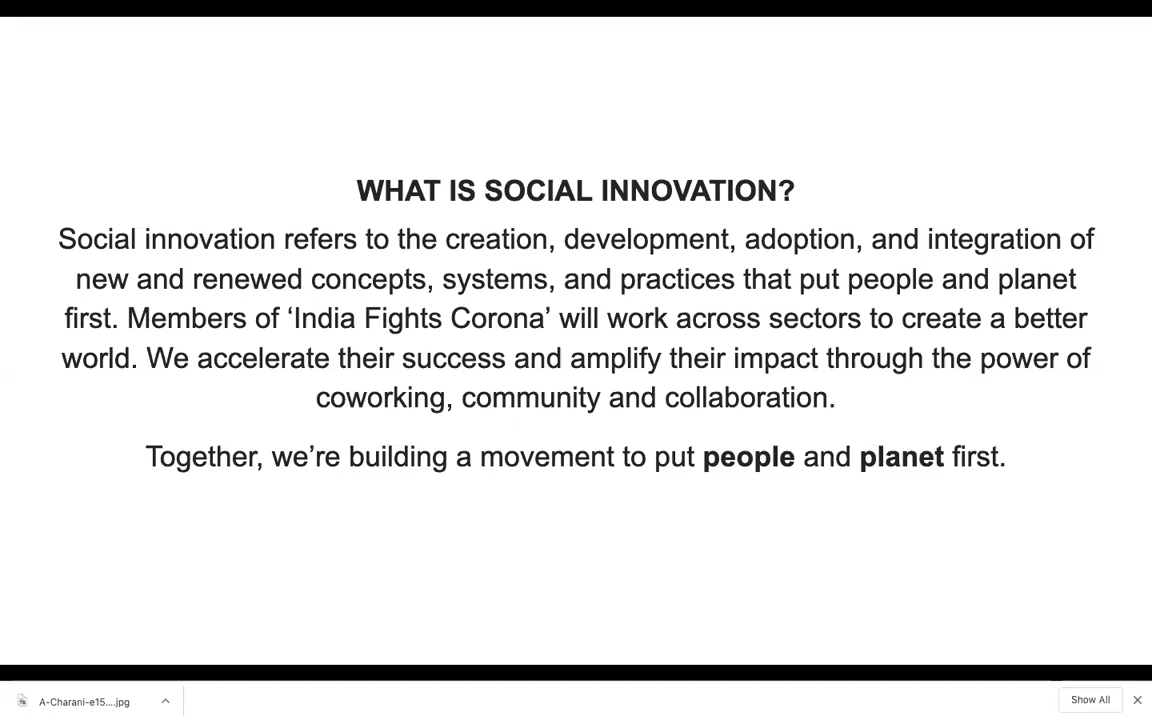 WHAT IS SOCIAL INNOVATION?
Social innovation refers to the creation, development, adoption, and integration of
new and renewed concepts, systems, and practices that put people and planet
first. Members of ‘India Fights Corona’ will work across sectors to create a better
world. We accelerate their success and amplify their impact through the power of
coworking, community and collaboration.
Together, we’re building a movement to put people and planet first.
A-Charani-e15....jpg
Show All